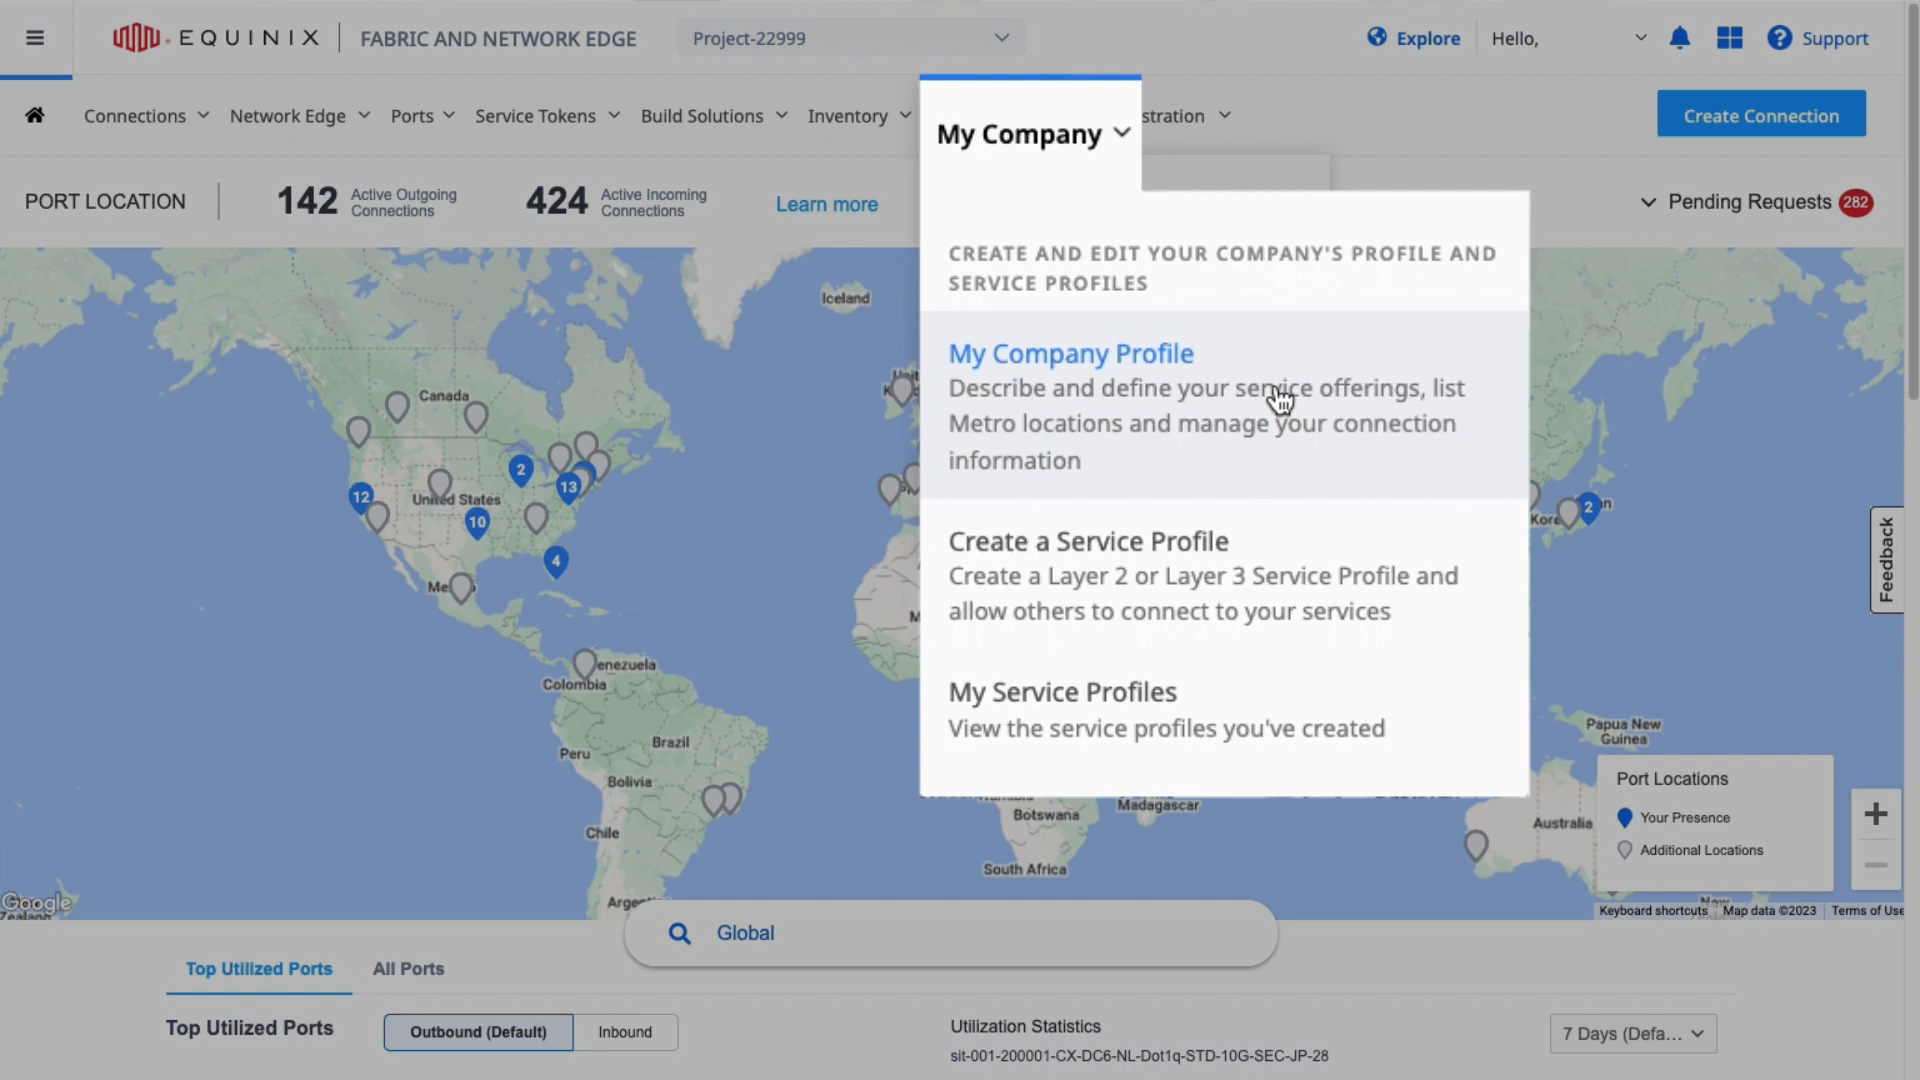 EQUINIX
FABRIC AND NETWORK EDGE
Project-22999
Explore
Hello,
Support
Connections
Network Edge
Ports
Service Tokens
Build Solutions
Inventory
My Company
stration
Create Connection
PORT LOCATION
142
Active Outgoing
Connections
424
Active Incoming
Connections
Learn more
Pending Requests
282
CREATE AND EDIT YOUR COMPANY'S PROFILE AND
SERVICE PROFILES
My Company Profile
Describe and define your service offerings, list
Metro locations and manage your connection
information
Create a Service Profile
Create a Layer 2 or Layer 3 Service Profile and
allow others to connect to your services
My Service Profiles
View the service profiles you've created
Iceland
Canada
2
13
12
United States
10
4
Venezuela
Colombia
Brazil
Peru
Bolivia
Chile
Botswana
Madagascar
South Africa
2
Papua New
Guinea
Australia
Feedback
Port Locations
Your Presence
Additional Locations
Google
Keyboard shortcuts
Map data ©2023
Terms of Use
Global
Top Utilized Ports
All Ports
Top Utilized Ports
Outbound (Default)
Inbound
Utilization Statistics
sit-001-200001-CX-DC6-NL-Dot1q-STD-10G-SEC-JP-28
7 Days (Defa...